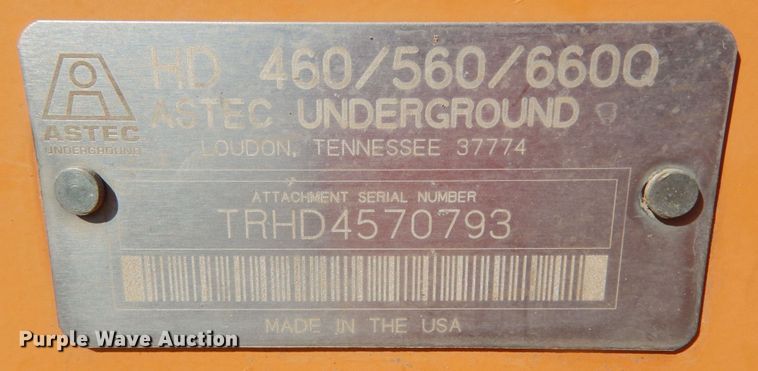 HD 460/560/660Q
ASTEC UNDERGROUND
ASTEC
UNDERGROUND
LOUDON, TENNESSEE 37774
ATTACHMENT SERIAL NUMBER
TRHD4570793
MADE IN THE USA
Purple Wave Auction